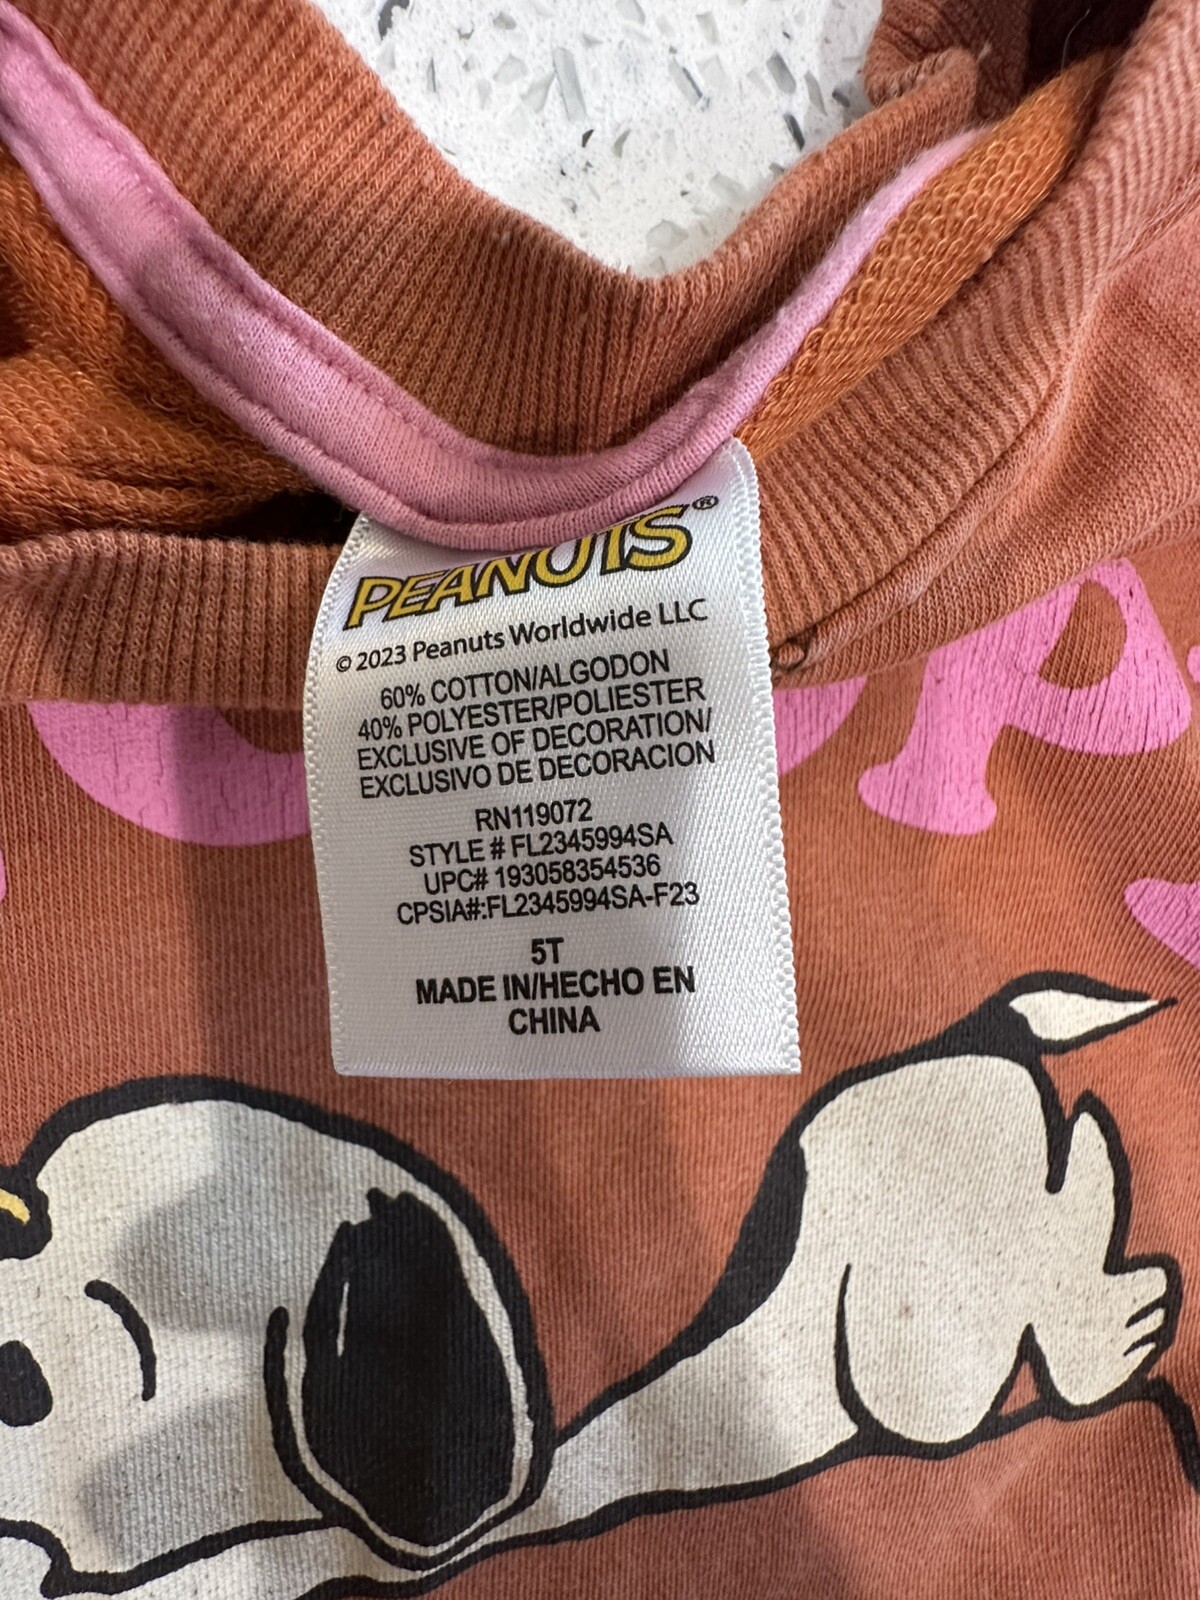 PEANUTS®
© 2023 Peanuts Worldwide LLC
60% COTTON/ALGODON
40% POLYESTER/POLIESTER
EXCLUSIVE OF DECORATION/
EXCLUSIVO DE DECORACION
RN119072
STYLE # FL2345994SA
UPC# 193058354536
CPSIA#:FL2345994SA-F23
5T
MADE IN/HECHO EN
CHINA